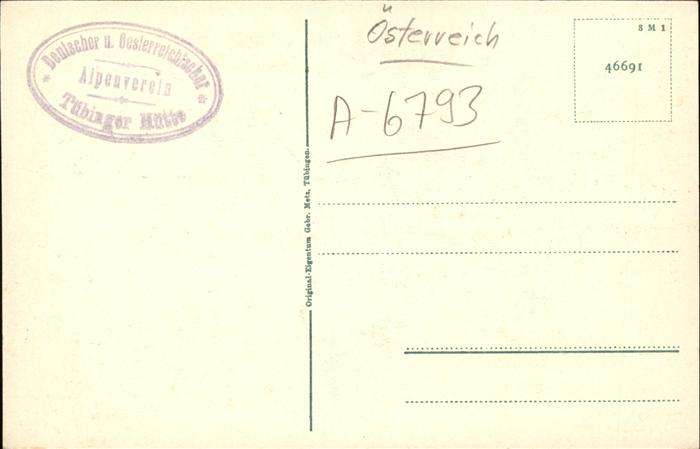 Deutscher u. Oesterreichischer
Alpenverein
Tübinger Hütte
Österreich
A-6793
Original-Eigentum Gebr. Metz, Tübingen.
SM1
46691